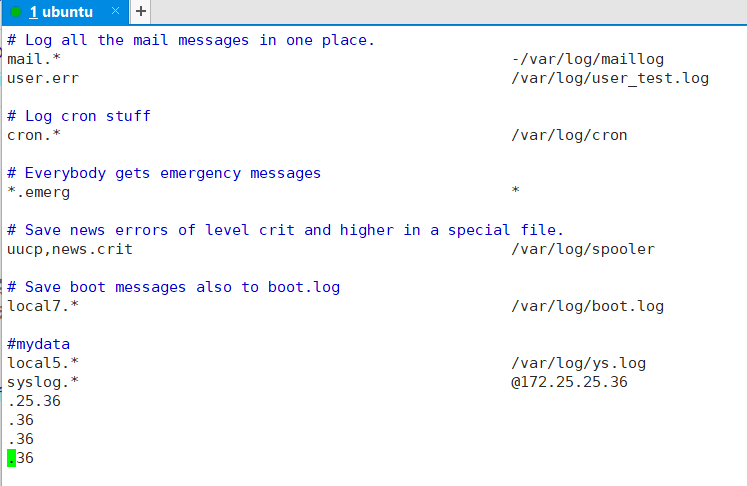 1 ubuntu × +
# Log all the mail messages in one place.
mail.* -/var/log/maillog
user.err /var/log/user_test.log
# Log cron stuff
cron.* /var/log/cron
# Everybody gets emergency messages
*.emerg *
# Save news errors of level crit and higher in a special file.
uucp,news.crit /var/log/spooler
# Save boot messages also to boot.log
local7.* /var/log/boot.log
#mydata
local5.* /var/log/ys.log
syslog.* @172.25.25.36
.25.36
.36
.36
.36